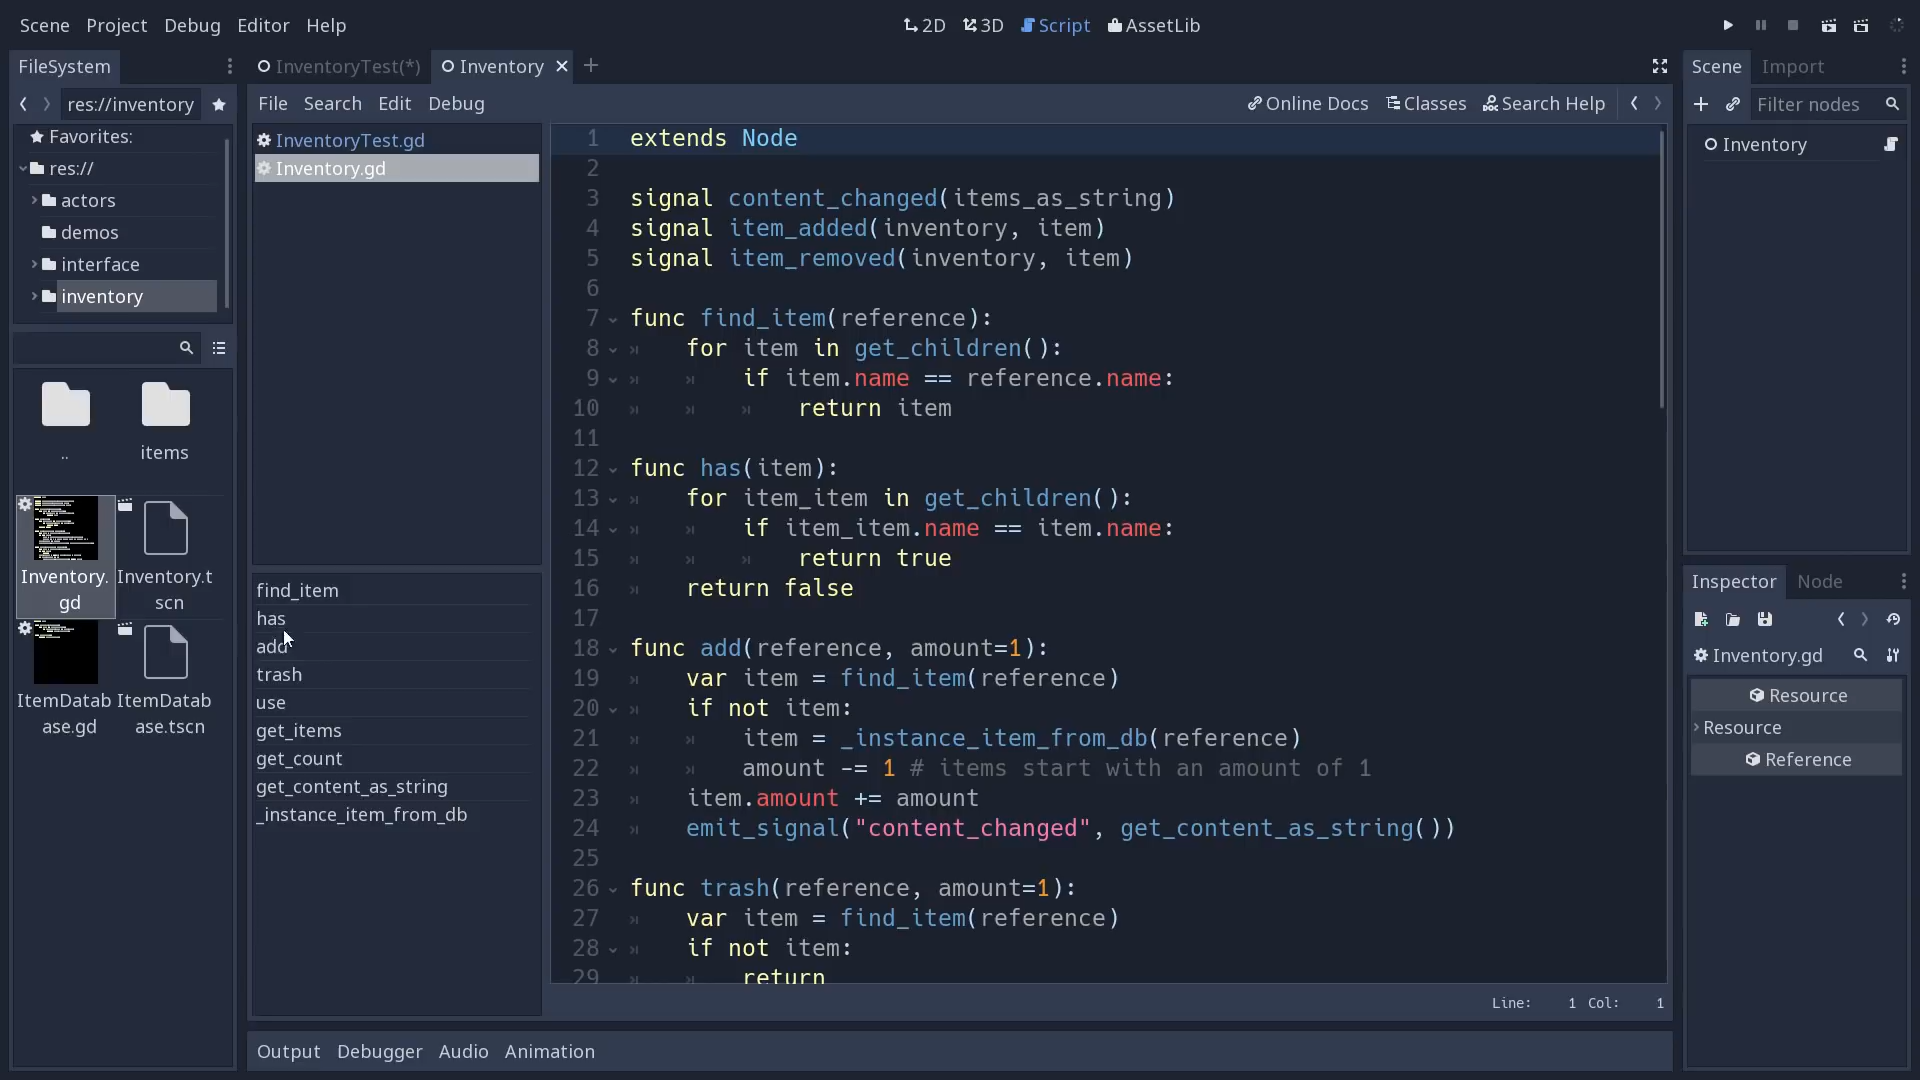 Scene Project Debug Editor Help 2D 3D Script AssetLib
FileSystem InventoryTest(*) Inventory Scene Import
res://inventory File Search Edit Debug Online Docs Classes Search Help Filter nodes
Favorites:
res://
actors
demos
interface
inventory
.. items
Inventory.
gd
Inventory.t
scn
ItemDatab
ase.gd
ItemDatab
ase.tscn
InventoryTest.gd
Inventory.gd
find_item
has
add
trash
use
get_items
get_count
get_content_as_string
_instance_item_from_db
1 extends Node
2
3 signal content_changed(items_as_string)
4 signal item_added(inventory, item)
5 signal item_removed(inventory, item)
6
7 func find_item(reference):
8 for item in get_children():
9 if item.name == reference.name:
10 return item
11
12 func has(item):
13 for item_item in get_children():
14 if item_item.name == item.name:
15 return true
16 return false
17
18 func add(reference, amount=1):
19 var item = find_item(reference)
20 if not item:
21 item = _instance_item_from_db(reference)
22 amount -= 1 # items start with an amount of 1
23 item.amount += amount
24 emit_signal("content_changed", get_content_as_string())
25
26 func trash(reference, amount=1):
27 var item = find_item(reference)
28 if not item:
29 return
Line: 1 Col: 1
Output Debugger Audio Animation
Inventory
Inspector Node
Inventory.gd
Resource
Resource
Reference